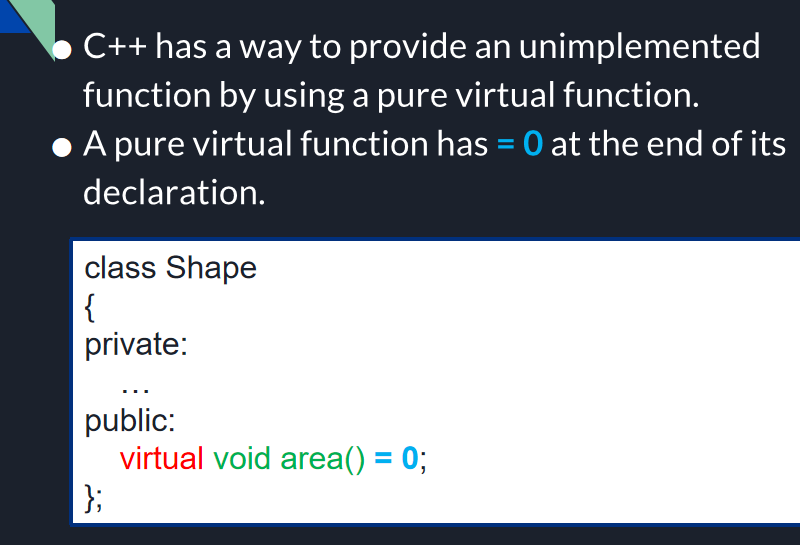 ● C++ has a way to provide an unimplemented
function by using a pure virtual function.
● A pure virtual function has = 0 at the end of its
declaration.
class Shape
{
private:
...
public:
virtual void area() = 0;
};